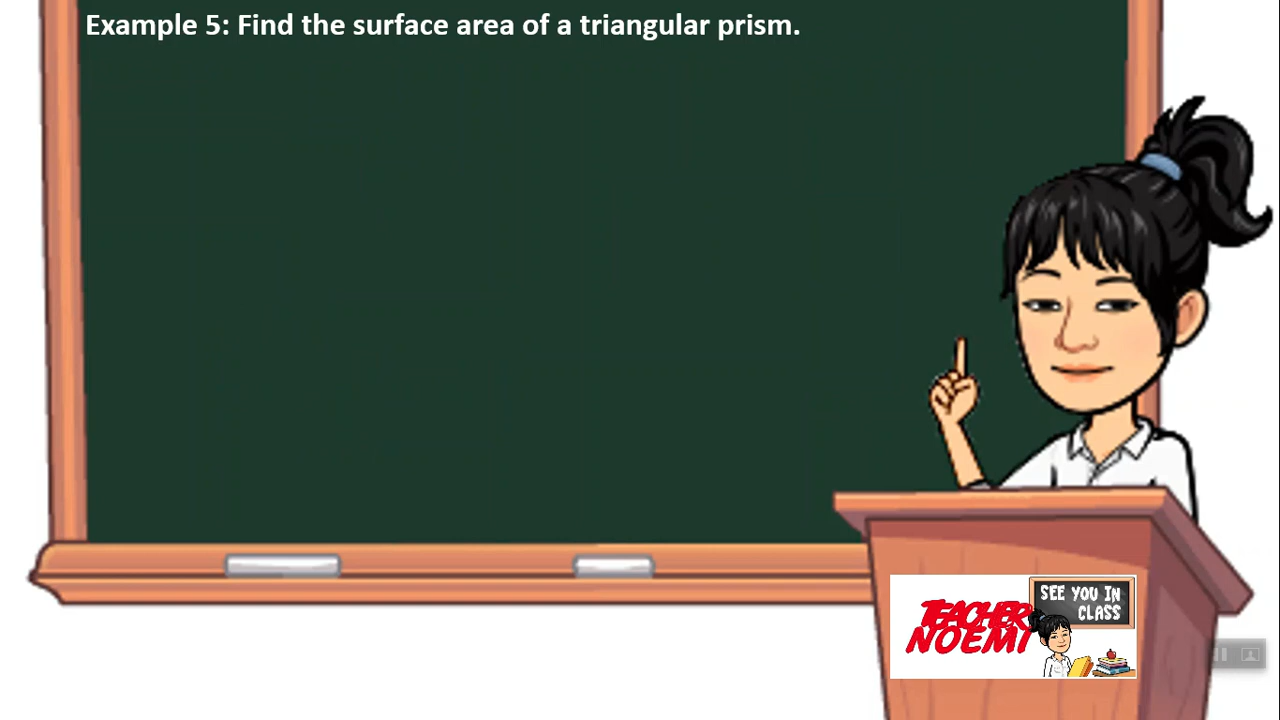 Example 5: Find the surface area of a triangular prism.
SEE YOU IN
CLASS
TEACHER
NOEMI